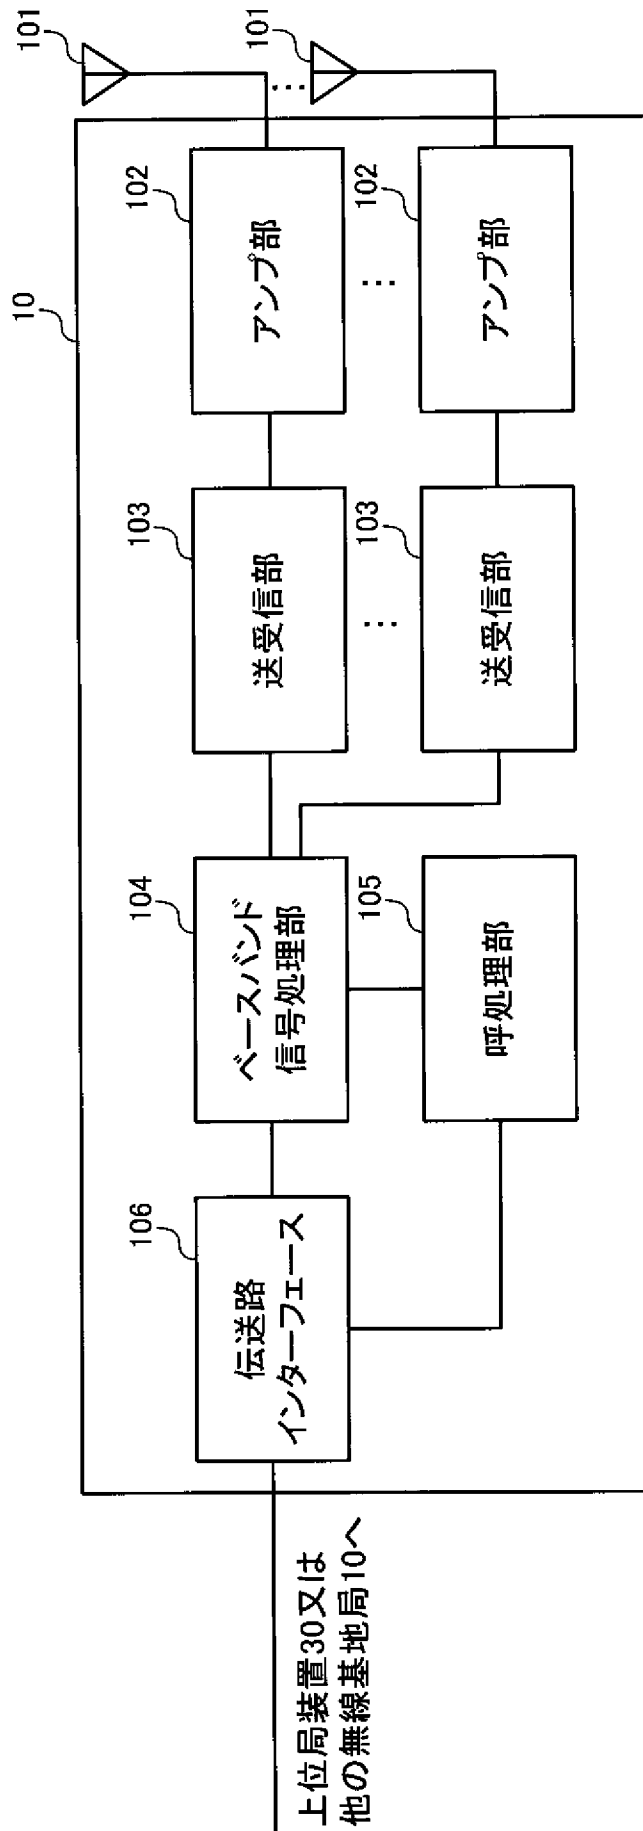 10
101
101
102
アンプ部
102
アンプ部
103
送受信部
103
送受信部
104
ベースバンド
信号処理部
105
呼処理部
106
伝送路
インターフェース
上位局装置30又は
他の無線基地局10へ